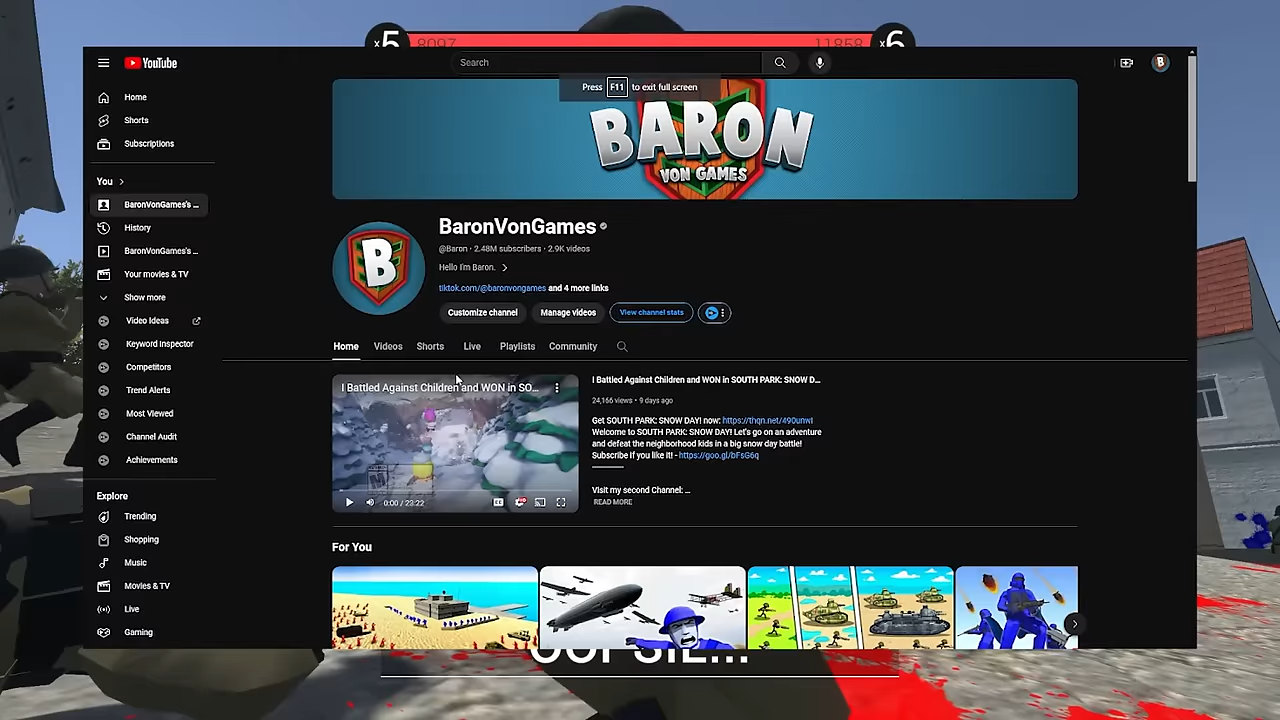 x5 8097 11858 x6
YouTube
Search
Press F11 to exit full screen
B
Home
Shorts
Subscriptions
You
BaronVonGames's ...
History
BaronVonGames's ...
Your movies & TV
Show more
Video Ideas
Keyword Inspector
Competitors
Trend Alerts
Most Viewed
Channel Audit
Achievements
Explore
Trending
Shopping
Music
Movies & TV
Live
Gaming
BARON
VON GAMES
B
BaronVonGames
@Baron · 2.48M subscribers · 2.9K videos
Hello I'm Baron.
tiktok.com/@baronvongames and 4 more links
Customize channel
Manage videos
View channel stats
Home
Videos
Shorts
Live
Playlists
Community
I Battled Against Children and WON in SO...
0:00 / 23:22
I Battled Against Children and WON in SOUTH PARK: SNOW D...
24,166 views · 9 days ago
Get SOUTH PARK: SNOW DAY! now: https://thqn.net/490unwI
Welcome to SOUTH PARK: SNOW DAY! Let's go on an adventure
and defeat the neighborhood kids in a big snow day battle!
Subscribe if you like it! - https://goo.gl/bFsG6q
Visit my second Channel: ...
READ MORE
For You